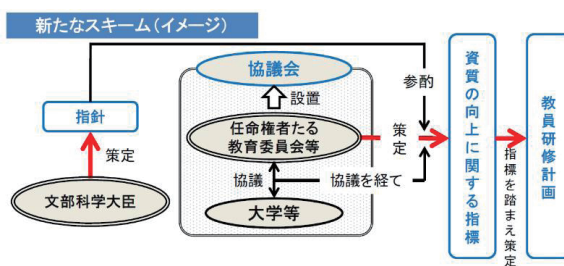 新たなスキーム(イメージ)
協議会
設置
参酌
指針
策定
文部科学大臣
任命権者たる
教育委員会等
策定
協議
協議を経て
大学等
資質の向上に関する指標
指標を踏まえ策定
教員研修計画